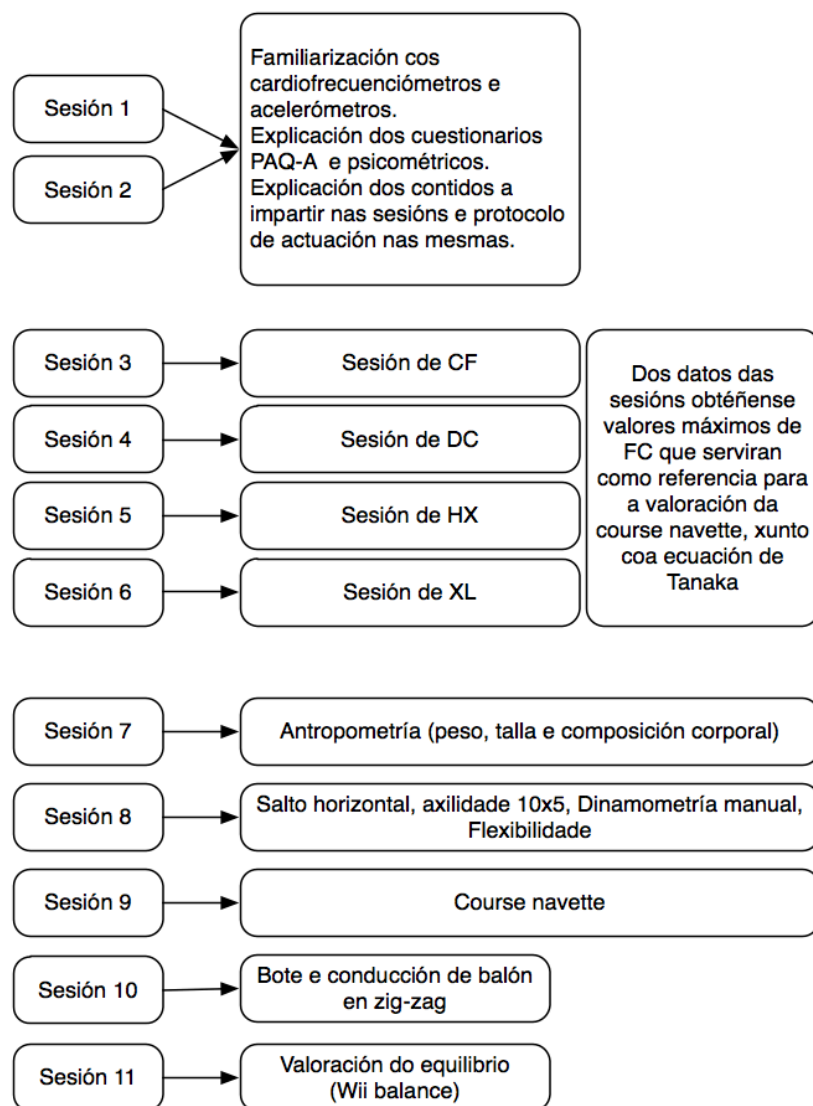 Sesión 1
Sesión 2
Familiarización cos
cardiofrecuenciómetros e
acelerómetros.
Explicación dos cuestionarios
PAQ-A e psicométricos.
Explicación dos contidos a
impartir nas sesións e protocolo
de actuación nas mesmas.
Sesión 3
Sesión de CF
Sesión 4
Sesión de DC
Sesión 5
Sesión de HX
Sesión 6
Sesión de XL
Dos datos das
sesións obtéñense
valores máximos de
FC que serviran
como referencia para
a valoración da
course navette, xunto
coa ecuación de
Tanaka
Sesión 7
Antropometría (peso, talla e composición corporal)
Sesión 8
Salto horizontal, axilidade 10x5, Dinamometría manual,
Flexibilidade
Sesión 9
Course navette
Sesión 10
Bote e conducción de balón
en zig-zag
Sesión 11
Valoración do equilibrio
(Wii balance)